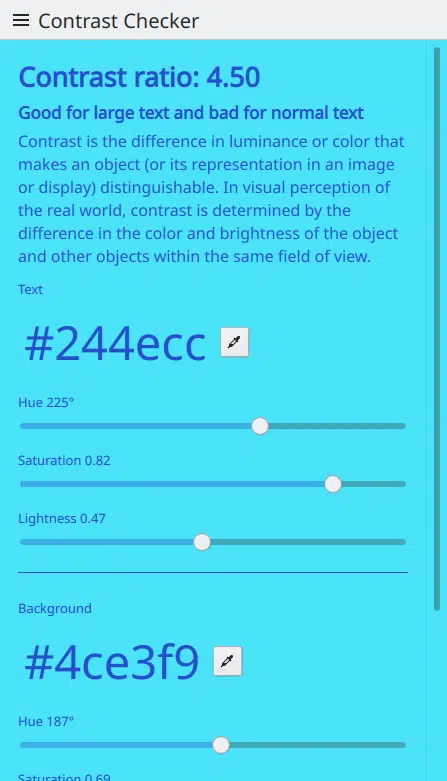 Contrast Checker
Contrast ratio: 4.50
Good for large text and bad for normal text
Contrast is the difference in luminance or color that
makes an object (or its representation in an image
or display) distinguishable. In visual perception of
the real world, contrast is determined by the
difference in the color and brightness of the object
and other objects within the same field of view.
Text
#244ecc
Hue 225°
Saturation 0.82
Lightness 0.47
Background
#4ce3f9
Hue 187°
Saturation 0.69